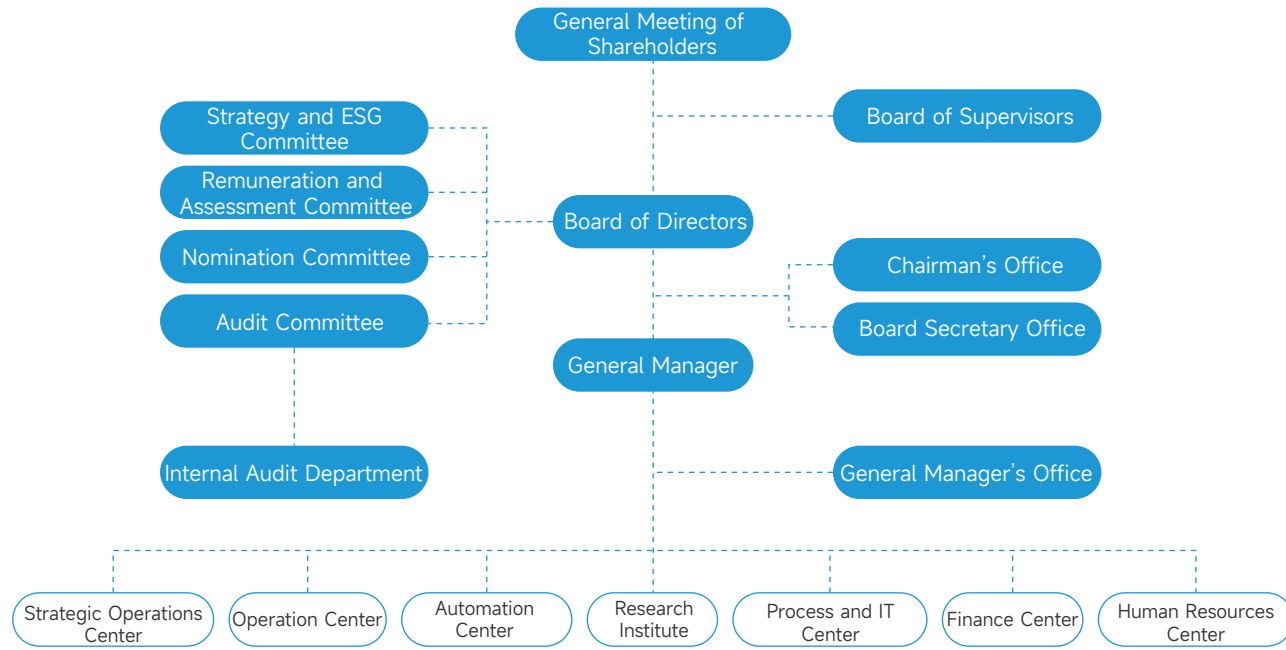 General Meeting of
Shareholders
Strategy and ESG
Committee
Board of Supervisors
Remuneration and
Assessment Committee
Board of Directors
Nomination Committee
Chairman's Office
Audit Committee
Board Secretary Office
General Manager
Internal Audit Department
General Manager's Office
Strategic Operations
Center
Operation Center
Automation
Center
Research
Institute
Process and IT
Center
Finance Center
Human Resources
Center